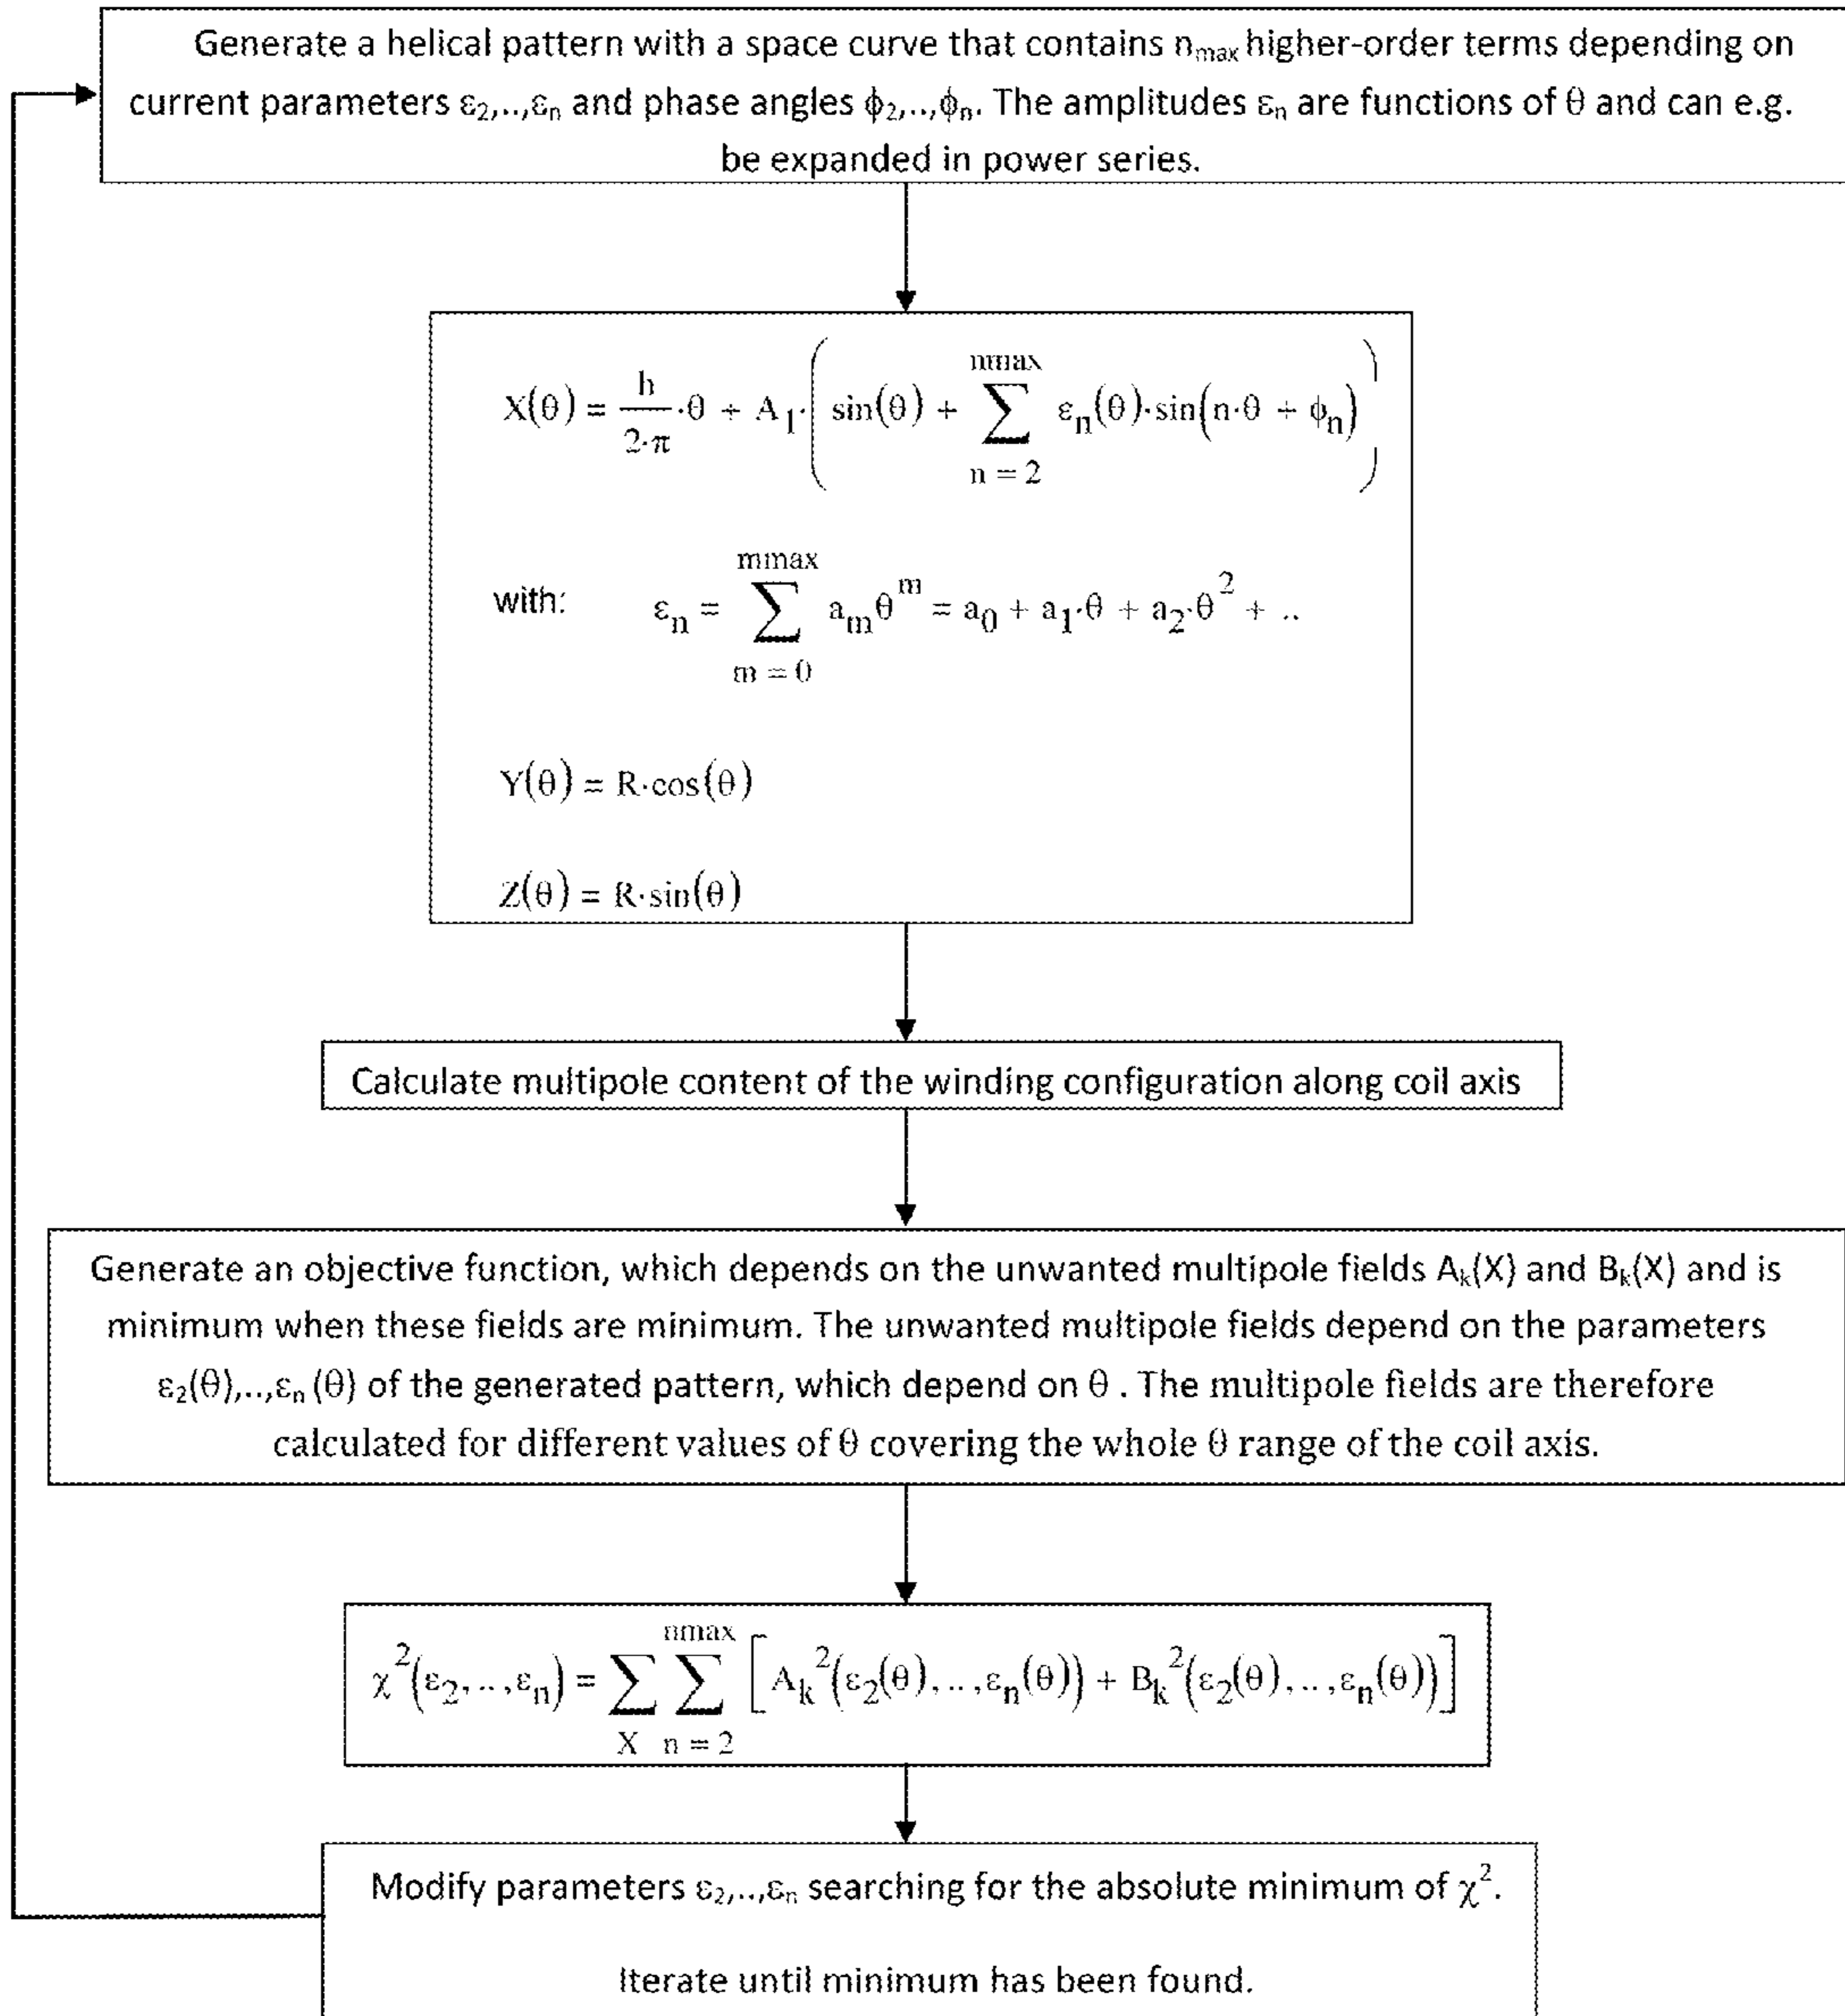 Generate a helical pattern with a space curve that contains nmax higher-order terms depending on
current parameters ε2,..,εn and phase angles ϕ2,..,ϕn. The amplitudes εn are functions of θ and can e.g.
be expanded in power series.
X(θ) = h/(2·π)·θ + A1·( sin(θ) + ∑_{n = 2}^{nmax} εn(θ)·sin(n·θ + ϕn) )
with: εn = ∑_{m = 0}^{mmax} a_m θ^m = a0 + a1·θ + a2·θ^2 + ..
Y(θ) = R·cos(θ)
Z(θ) = R·sin(θ)
Calculate multipole content of the winding configuration along coil axis
Generate an objective function, which depends on the unwanted multipole fields Ak(X) and Bk(X) and is
minimum when these fields are minimum. The unwanted multipole fields depend on the parameters
ε2(θ),..,εn (θ) of the generated pattern, which depend on θ . The multipole fields are therefore
calculated for different values of θ covering the whole θ range of the coil axis.
χ^2(ε2,..,εn) = ∑_{X} ∑_{n = 2}^{nmax} [ Ak^2(ε2(θ),..,εn(θ)) + Bk^2(ε2(θ),..,εn(θ)) ]
Modify parameters ε2,..,εn searching for the absolute minimum of χ^2.
Iterate until minimum has been found.